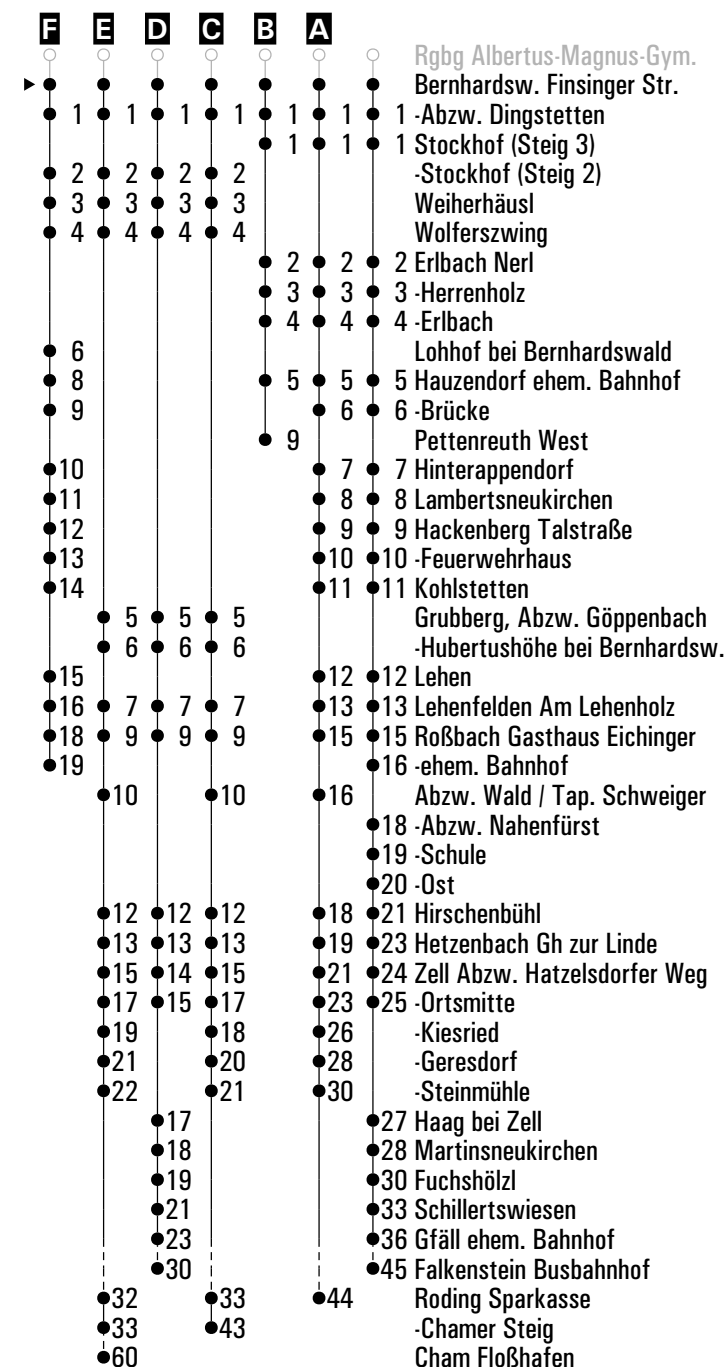 F E D C B A
Rgbg Albertus-Magnus-Gym.
Bernhardsw. Finsinger Str.
1 1 1 1 1 1 1 -Abzw. Dingstetten
1 1 1 Stockhof (Steig 3)
2 2 2 2 -Stockhof (Steig 2)
3 3 3 3 Weiherhäusl
4 4 4 4 Wolferszwing
2 2 2 Erlbach Nerl
3 3 3 -Herrenholz
4 4 4 -Erlbach
6 Lohhof bei Bernhardswald
8 5 5 5 Hauzendorf ehem. Bahnhof
9 6 6 -Brücke
9 Pettenreuth West
10 7 7 Hinterappendorf
11 8 8 Lambertsneukirchen
12 9 9 Hackenberg Talstraße
13 10 10 -Feuerwehrhaus
14 11 11 Kohlstetten
5 5 5 Grubberg, Abzw. Göppenbach
6 6 6 -Hubertushöhe bei Bernhardsw.
15 12 12 Lehen
16 7 7 7 13 13 Lehenfelden Am Lehenholz
18 9 9 9 15 15 Roßbach Gasthaus Eichinger
19 16 -ehem. Bahnhof
10 10 16 Abzw. Wald / Tap. Schweiger
18 -Abzw. Nahenfürst
19 -Schule
20 -Ost
12 12 12 18 21 Hirschenbühl
13 13 13 19 23 Hetzenbach Gh zur Linde
15 14 15 21 24 Zell Abzw. Hatzelsdorfer Weg
17 15 17 23 25 -Ortsmitte
19 18 26 -Kiesried
21 20 28 -Geresdorf
22 21 30 -Steinmühle
17 27 Haag bei Zell
18 28 Martinsneukirchen
19 30 Fuchshölzl
21 33 Schillertswiesen
23 36 Gfäll ehem. Bahnhof
30 45 Falkenstein Busbahnhof
32 33 44 Roding Sparkasse
33 43 -Chamer Steig
60 Cham Floßhafen